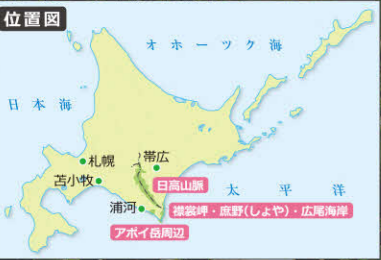 位置図
オホーツク海
日本海
札幌
帯広
苫小牧
日高山脈
太平洋
浦河
襟裳岬・庶野(しょや)・広尾海岸
アポイ岳周辺